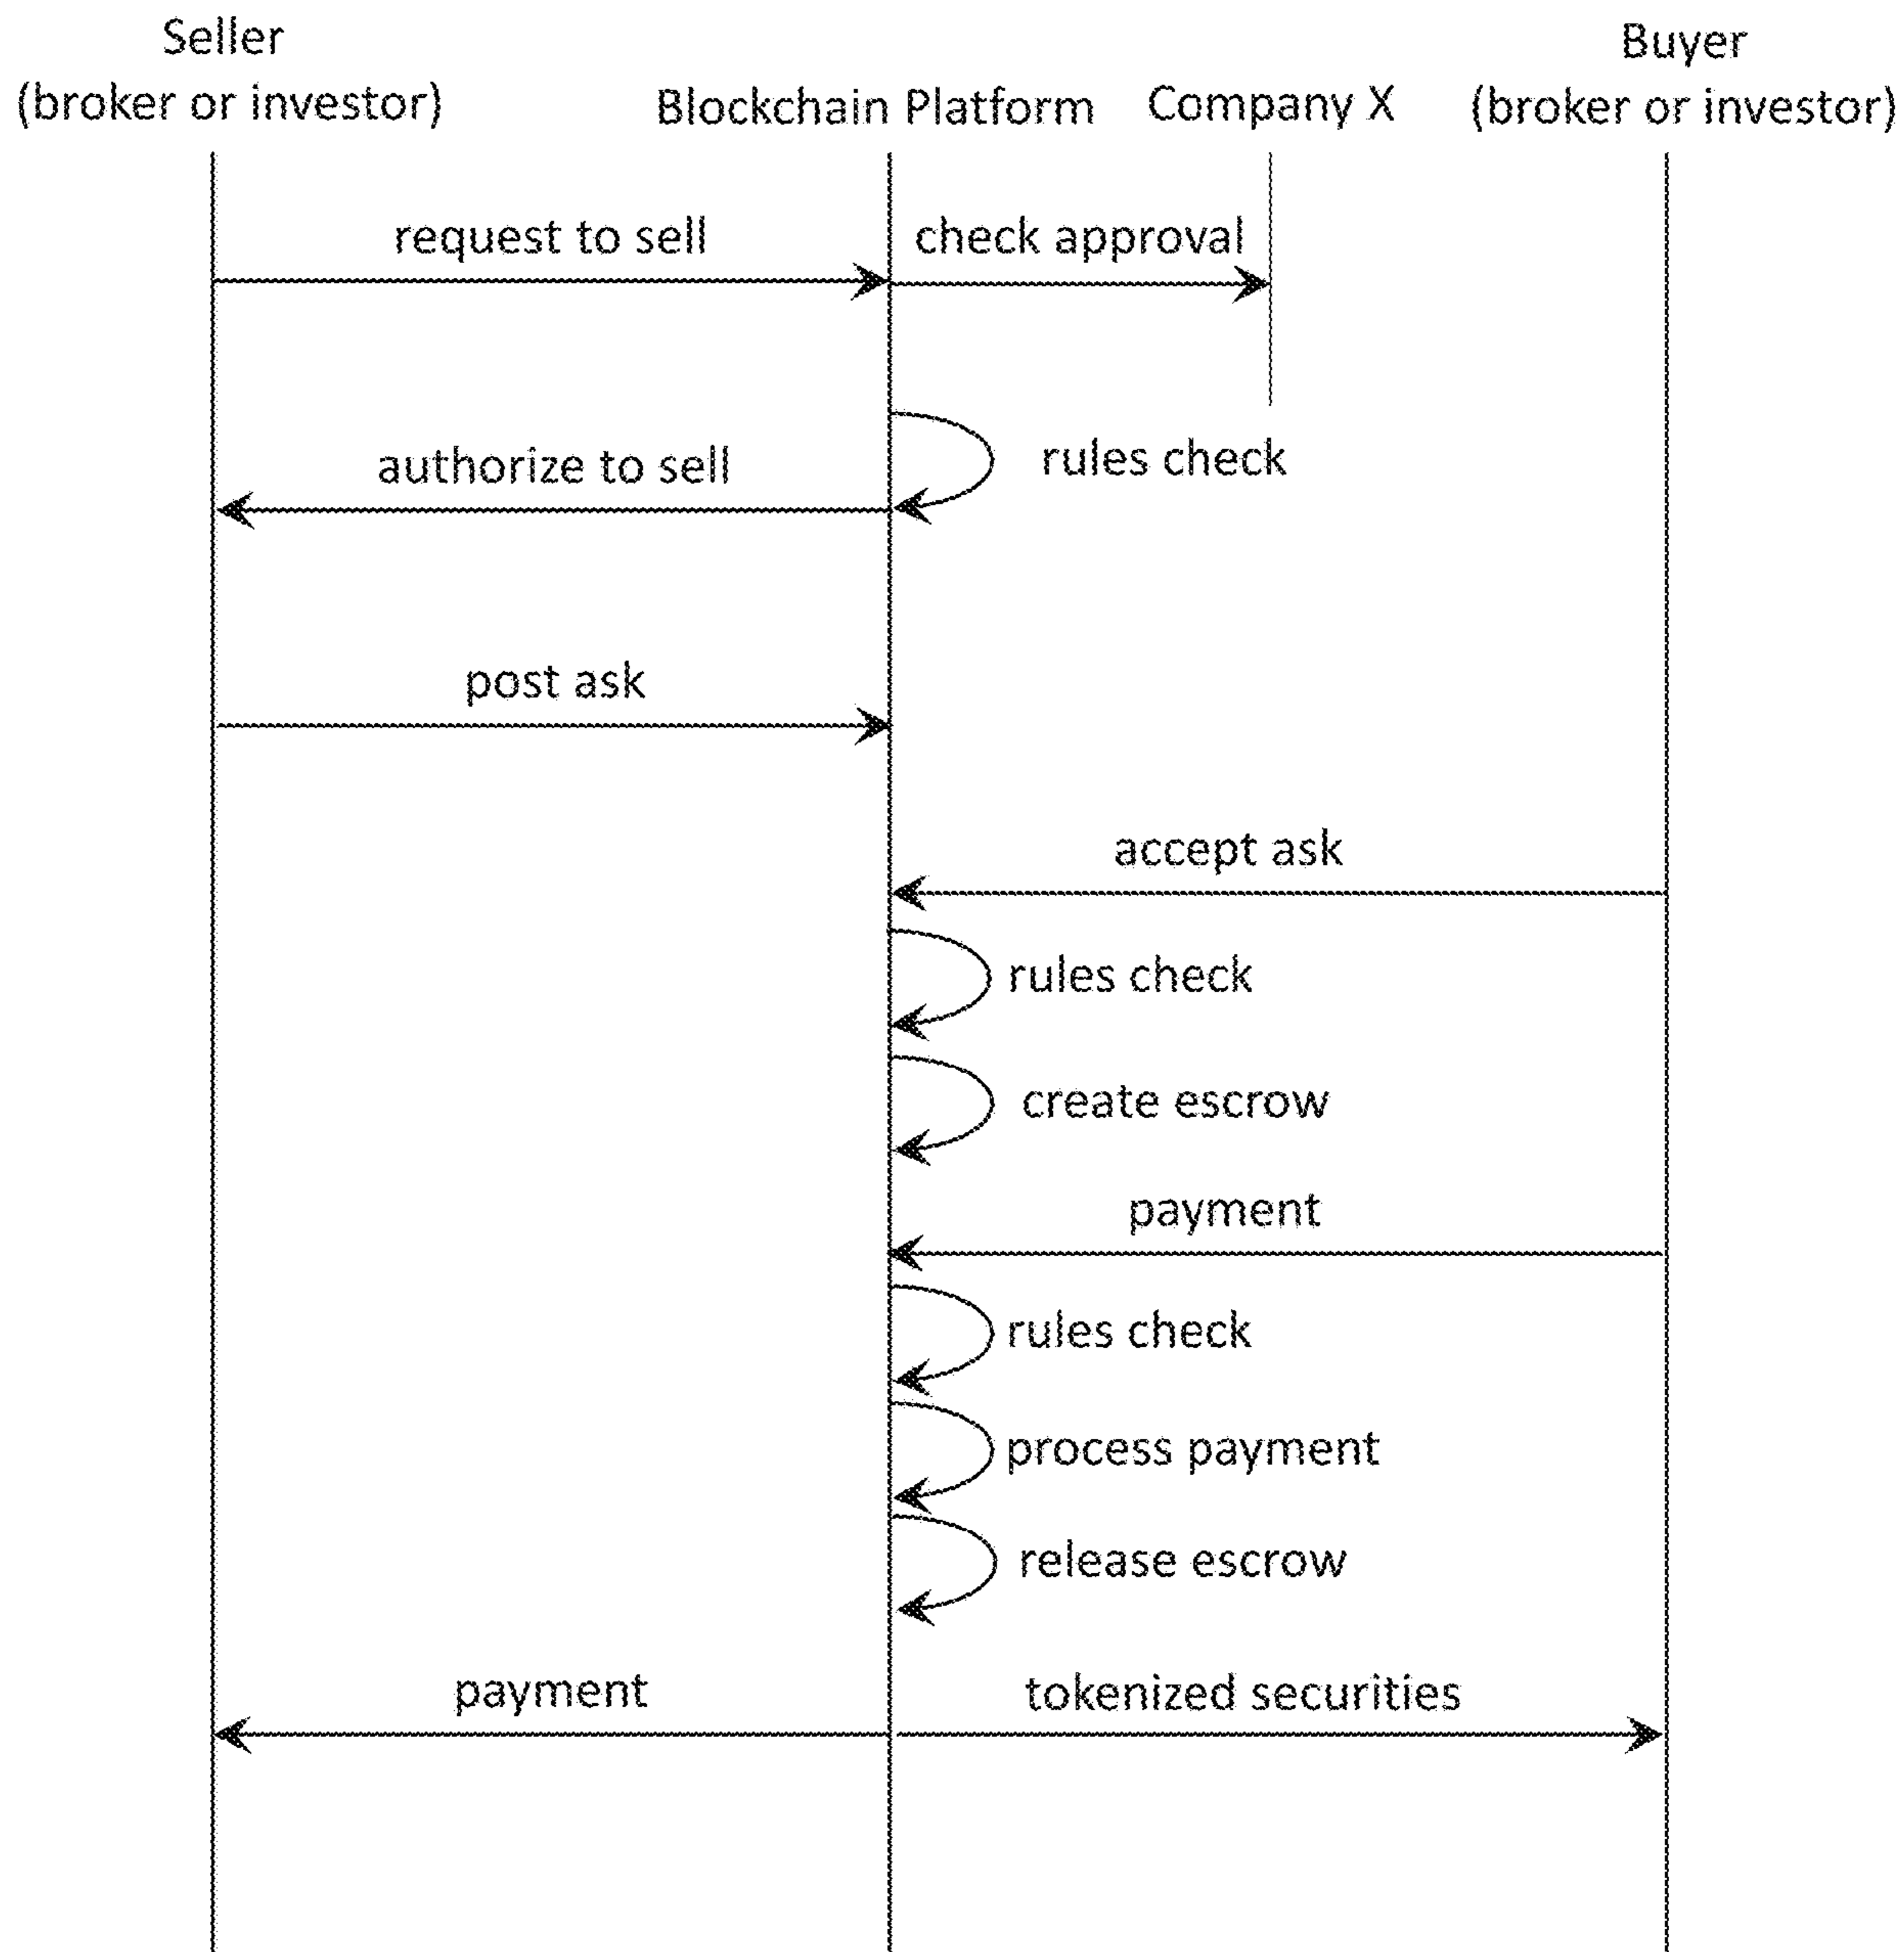 Seller
(broker or investor)
Blockchain Platform
Company X
Buyer
(broker or investor)
request to sell
check approval
authorize to sell
rules check
post ask
accept ask
rules check
create escrow
payment
rules check
process payment
release escrow
payment
tokenized securities